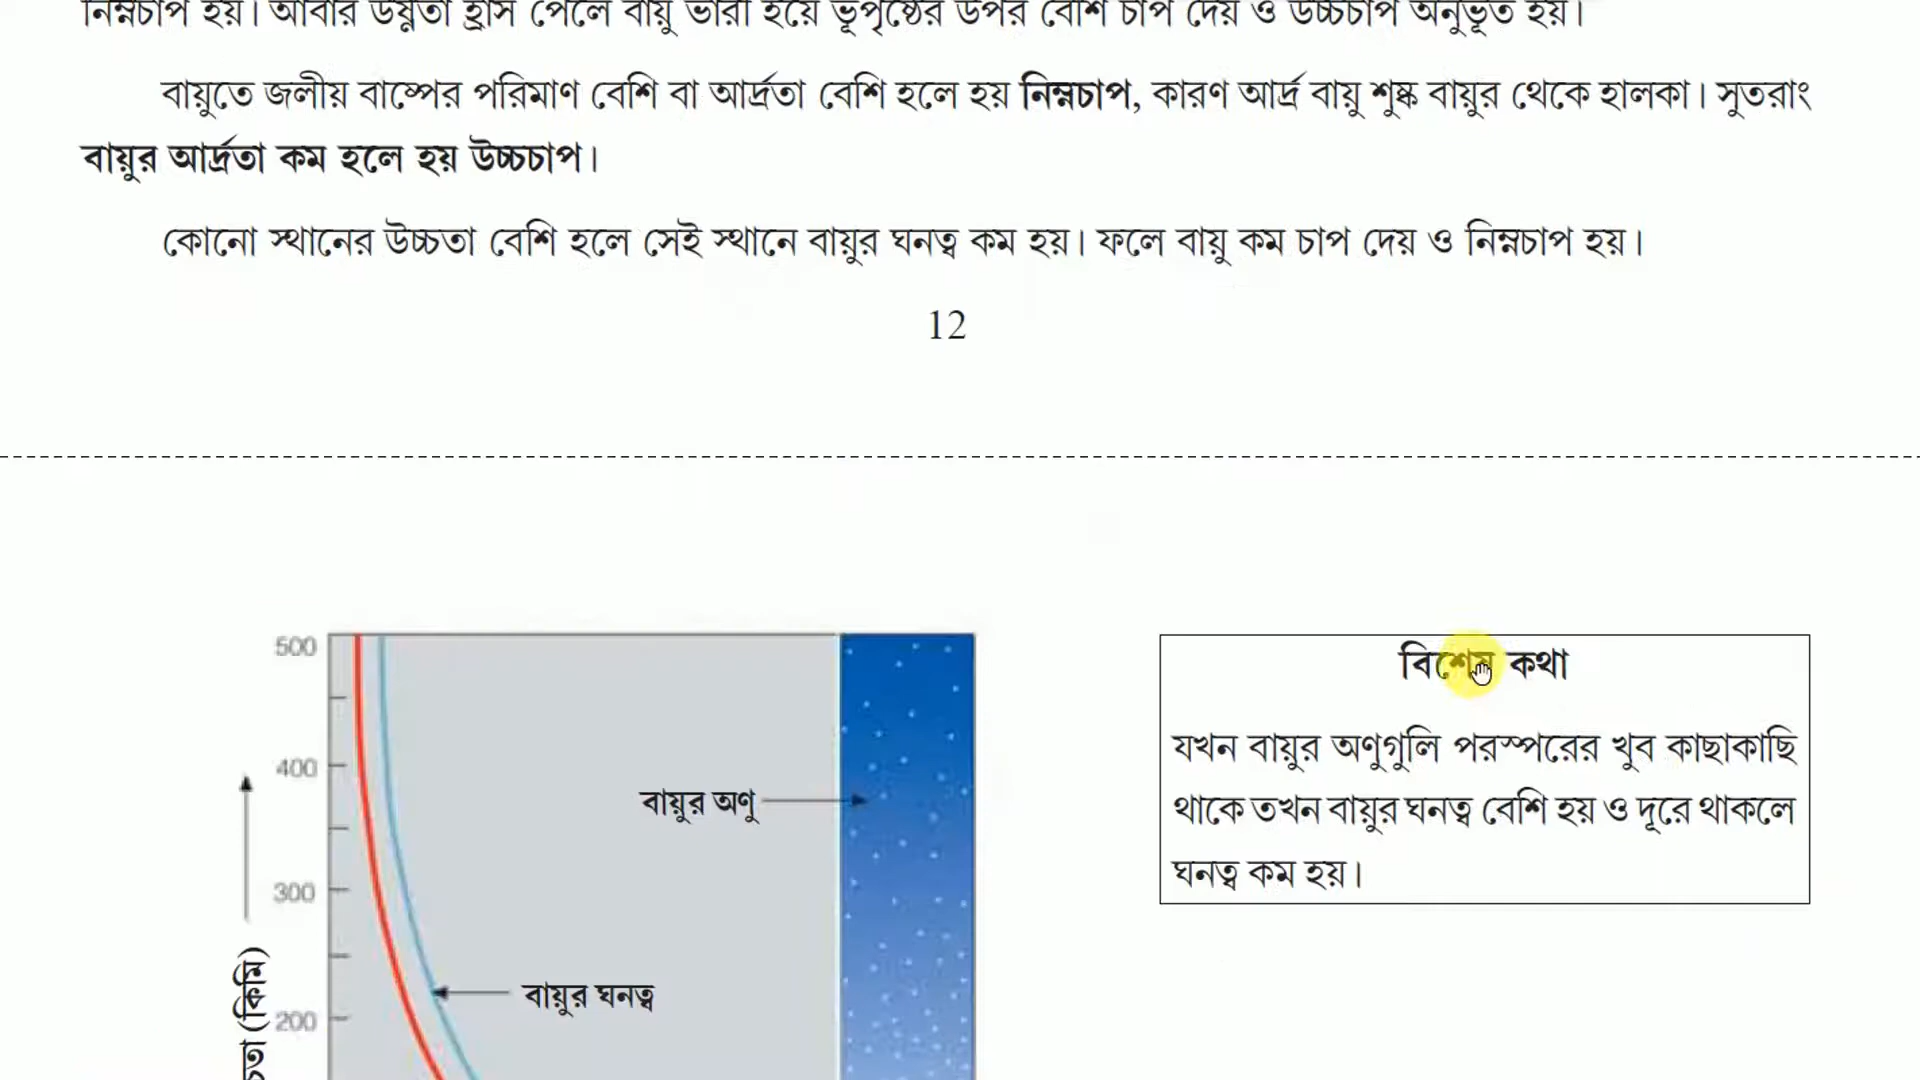 নিম্নচাপ হয়। আবার উষ্ণতা হ্রাস পেলে বায়ু ভারী হয়ে ভূপৃষ্ঠের উপর বেশি চাপ দেয় ও উচ্চচাপ অনুভূত হয়।
বায়ুতে জলীয় বাষ্পের পরিমাণ বেশি বা আর্দ্রতা বেশি হলে হয় নিম্নচাপ, কারণ আর্দ্র বায়ু শুষ্ক বায়ুর থেকে হালকা। সুতরাং
বায়ুর আর্দ্রতা কম হলে হয় উচ্চচাপ।
কোনো স্থানের উচ্চতা বেশি হলে সেই স্থানে বায়ুর ঘনত্ব কম হয়। ফলে বায়ু কম চাপ দেয় ও নিম্নচাপ হয়।
12
500
400
300
200
(কিমি)
বায়ুর অণু
বায়ুর ঘনত্ব
বিশেষ কথা
যখন বায়ুর অণুগুলি পরস্পরের খুব কাছাকাছি
থাকে তখন বায়ুর ঘনত্ব বেশি হয় ও দূরে থাকলে
ঘনত্ব কম হয়।